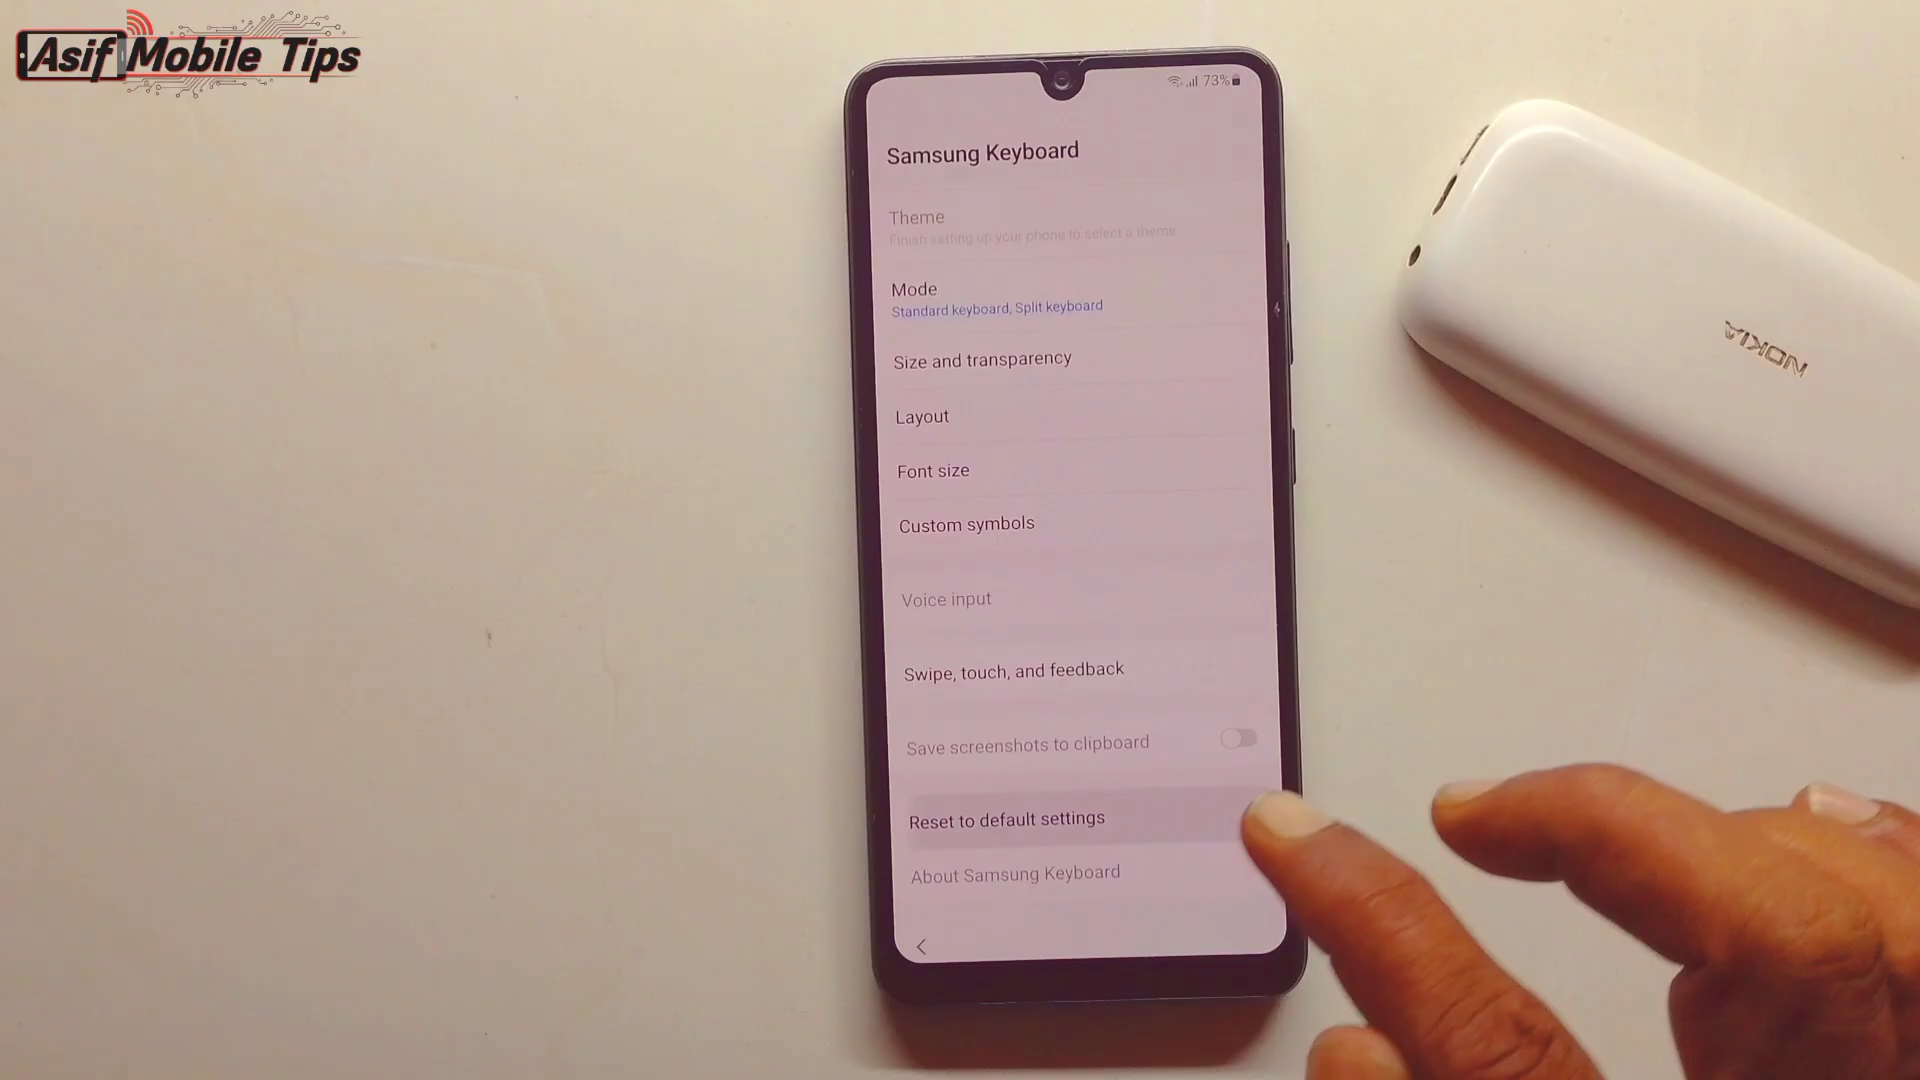 Asif Mobile Tips
73%
Samsung Keyboard
Theme
Finish setting up your phone to select a theme
Mode
Standard keyboard, Split keyboard
Size and transparency
Layout
Font size
Custom symbols
Voice input
Swipe, touch, and feedback
Save screenshots to clipboard
Reset to default settings
About Samsung Keyboard
NOKIA